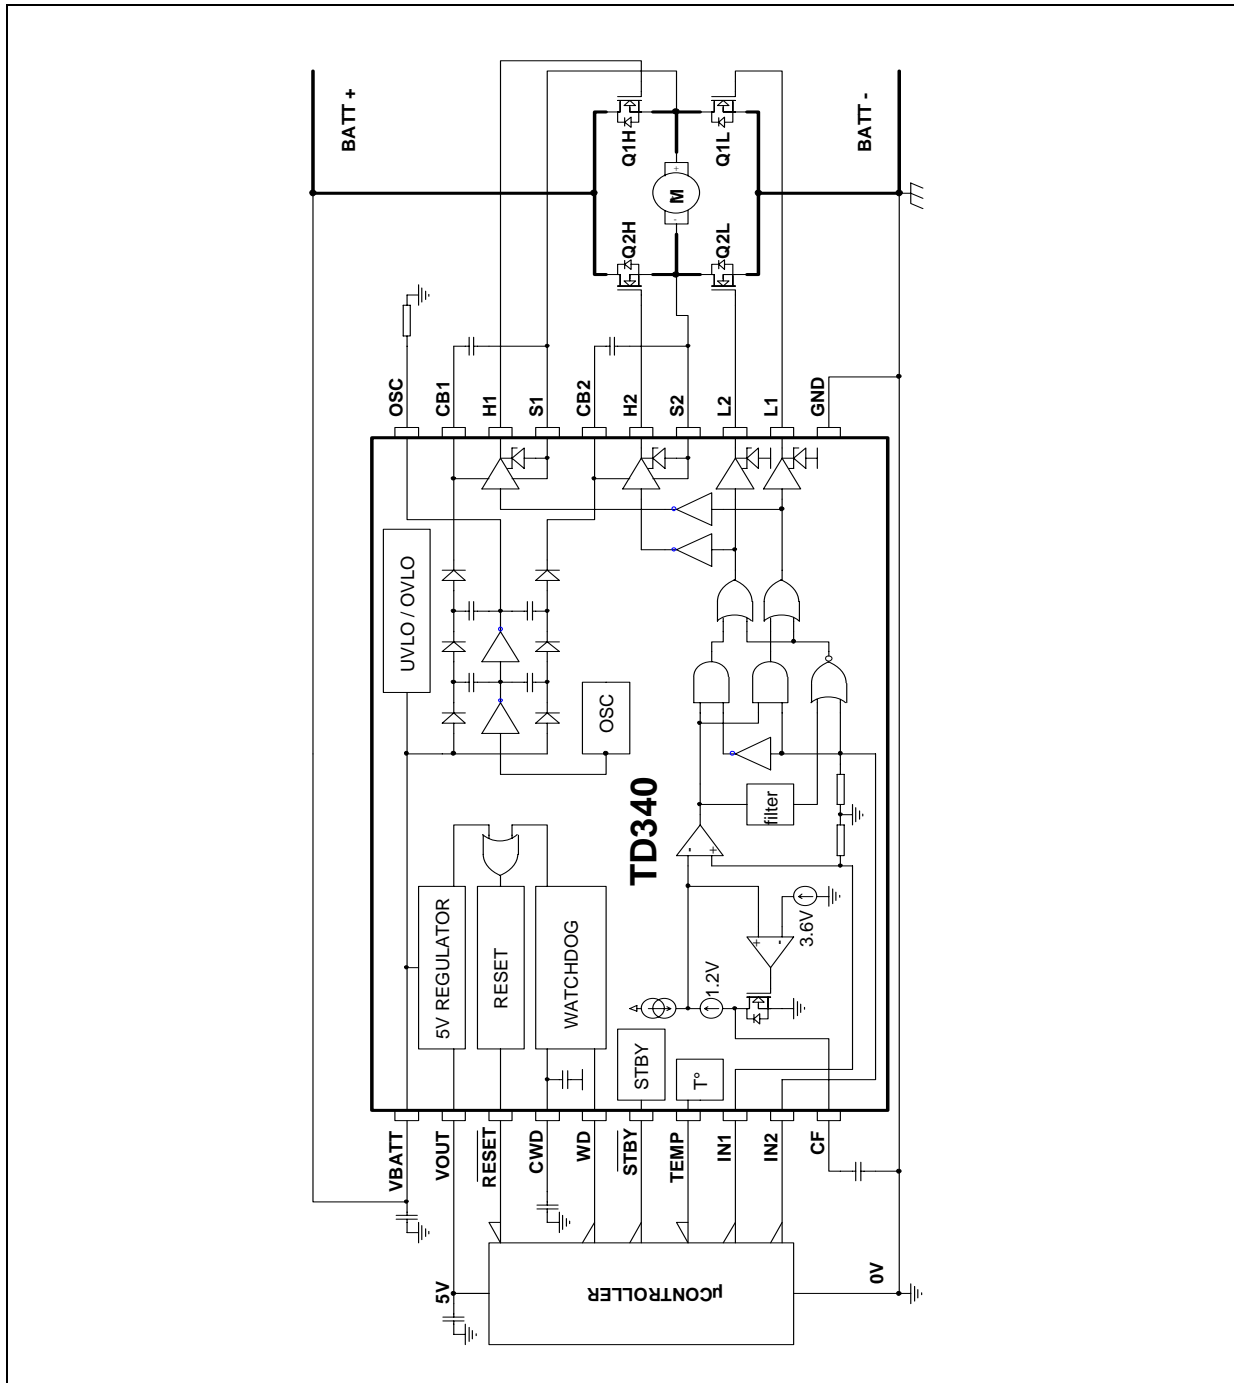 BATT +
BATT -
Q1H
Q1L
M
+
-
Q2H
Q2L
OSC
CB1
H1
S1
CB2
H2
S2
L2
L1
GND
UVLO / OVLO
OSC
TD340
filter
-
+
5V REGULATOR
RESET
WATCHDOG
+
-
3.6V
1.2V
STBY
T°
VBATT
VOUT
RESET
CWD
WD
STBY
TEMP
IN1
IN2
CF
5V
µCONTROLLER
0V